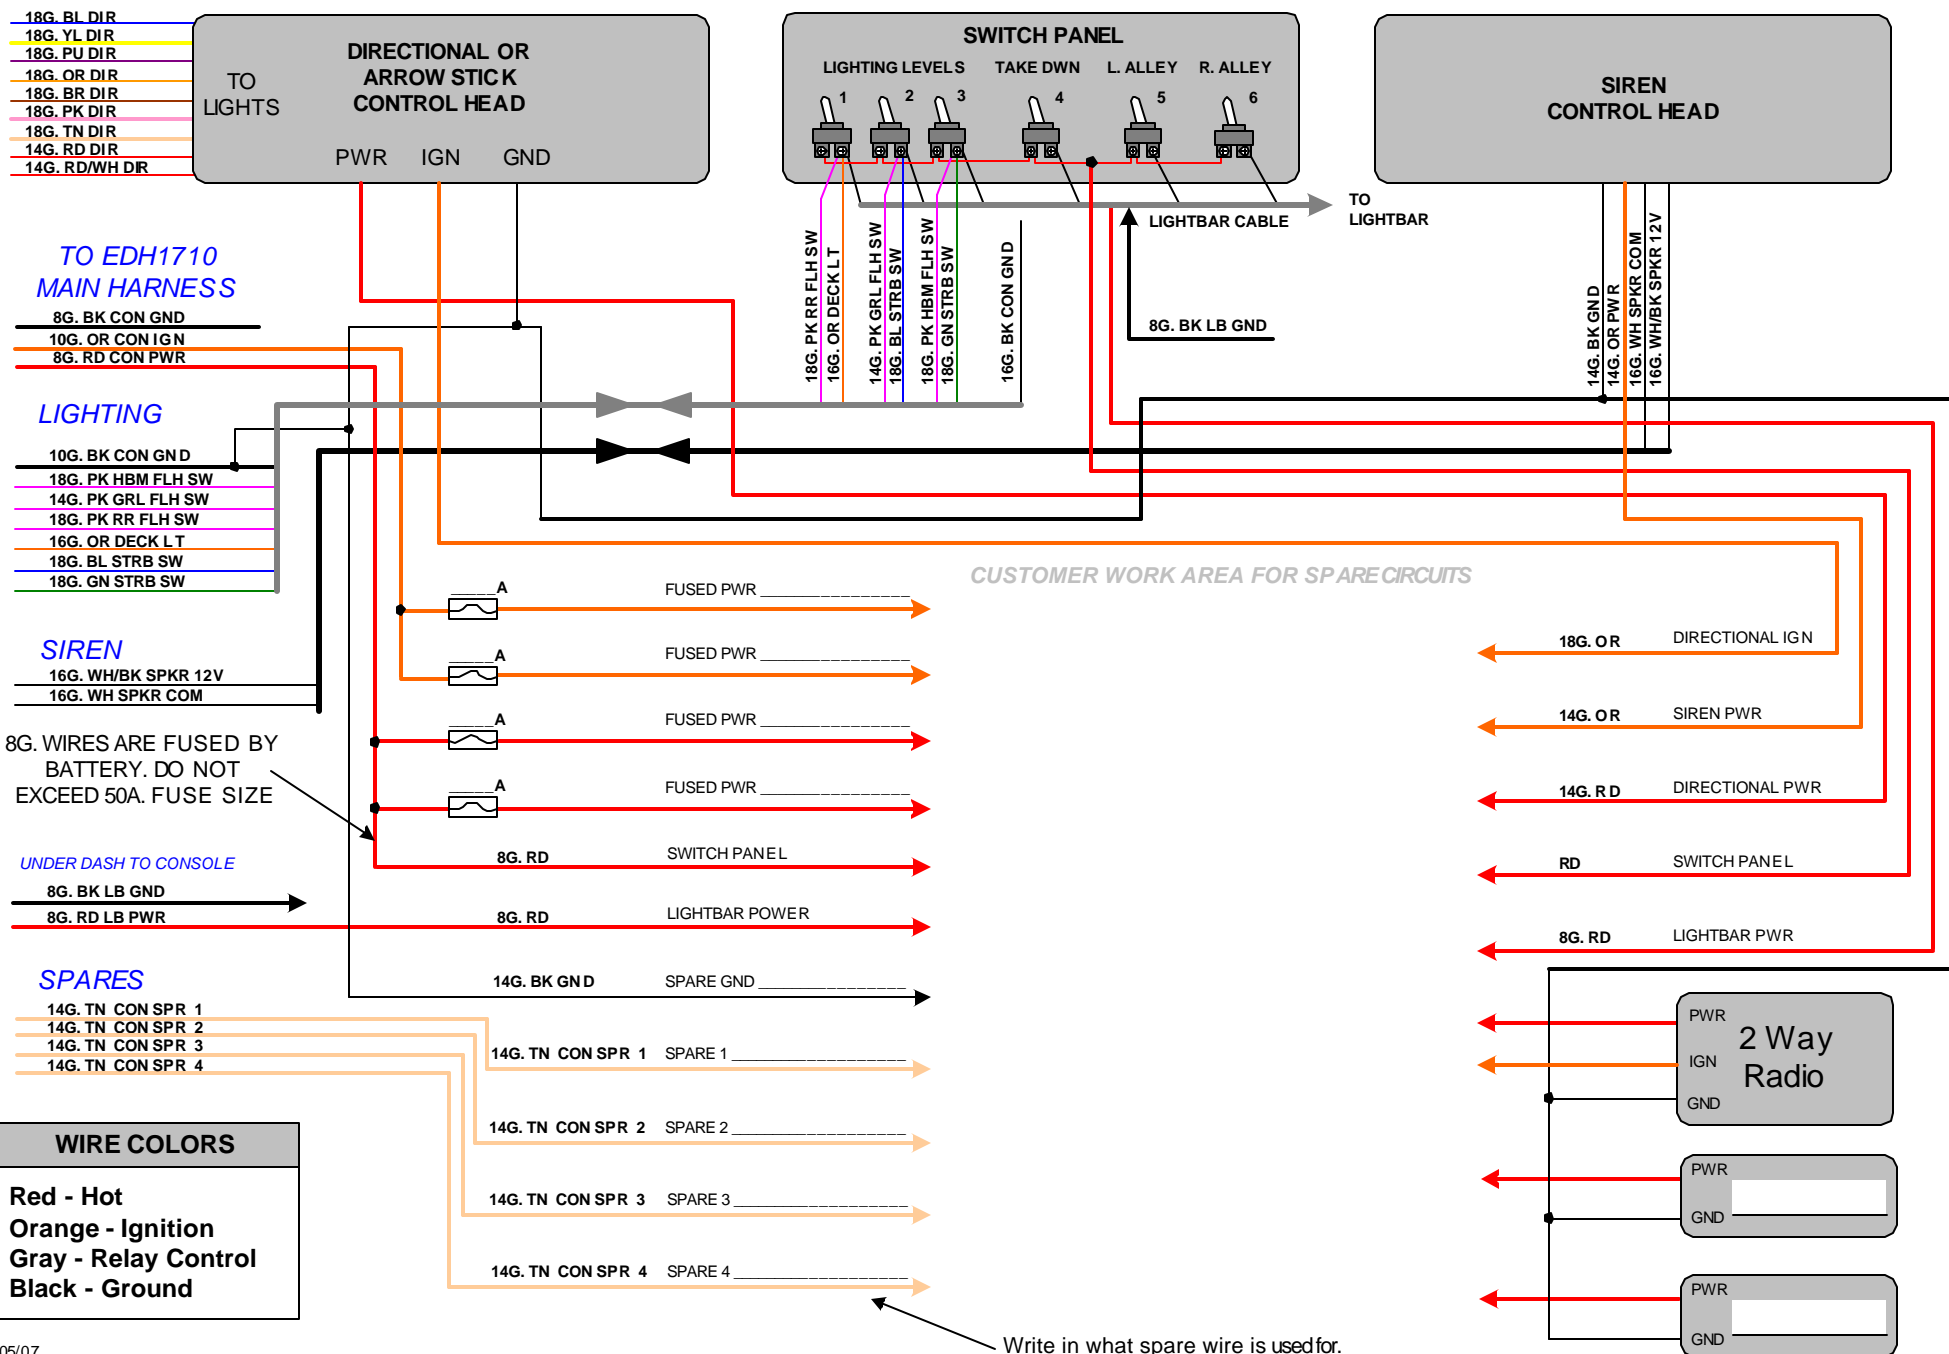 18G. BL DIR
18G. YL DIR
18G. PU DIR
18G. OR DIR
18G. BR DIR
18G. PK DIR
18G. TN DIR
14G. RD DIR
14G. RD/WH DIR
TO
LIGHTS
DIRECTIONAL OR
ARROW STICK
CONTROL HEAD
PWR IGN GND
SWITCH PANEL
LIGHTING LEVELS TAKE DWN L. ALLEY R. ALLEY
1 2 3 4 5 6
SIREN
CONTROL HEAD
TO
LIGHTBAR
LIGHTBAR CABLE
8G. BK LB GND
18G. PK RR FLH SW
16G. OR DECK LT
14G. PK GRL FLH SW
18G. BL STRB SW
18G. PK HBM FLH SW
18G. GN STRB SW
16G. BK CON GND
14G. BK GND
14G. OR PWR
16G. WH SPKR COM
16G. WH/BK SPKR 12V
TO EDH1710
MAIN HARNESS
8G. BK CON GND
10G. OR CON IGN
8G. RD CON PWR
LIGHTING
10G. BK CON GND
18G. PK HBM FLH SW
14G. PK GRL FLH SW
18G. PK RR FLH SW
16G. OR DECK LT
18G. BL STRB SW
18G. GN STRB SW
SIREN
16G. WH/BK SPKR 12V
16G. WH SPKR COM
8G. WIRES ARE FUSED BY
BATTERY. DO NOT
EXCEED 50A. FUSE SIZE
UNDER DASH TO CONSOLE
8G. BK LB GND
8G. RD LB PWR
SPARES
14G. TN CON SPR 1
14G. TN CON SPR 2
14G. TN CON SPR 3
14G. TN CON SPR 4
WIRE COLORS
Red - Hot
Orange - Ignition
Gray - Relay Control
Black - Ground
05/07
CUSTOMER WORK AREA FOR SPARE CIRCUITS
_____A FUSED PWR ________________
_____A FUSED PWR ________________
_____A FUSED PWR ________________
_____A FUSED PWR ________________
8G. RD SWITCH PANEL
8G. RD LIGHTBAR POWER
14G. BK GND SPARE GND ________________
14G. TN CON SPR 1 SPARE 1 ___________________
14G. TN CON SPR 2 SPARE 2 ___________________
14G. TN CON SPR 3 SPARE 3 ___________________
14G. TN CON SPR 4 SPARE 4 ___________________
Write in what spare wire is used for.
18G. OR DIRECTIONAL IGN
14G. OR SIREN PWR
14G. RD DIRECTIONAL PWR
RD SWITCH PANEL
8G. RD LIGHTBAR PWR
PWR
IGN
GND
2 Way
Radio
PWR
GND
PWR
GND